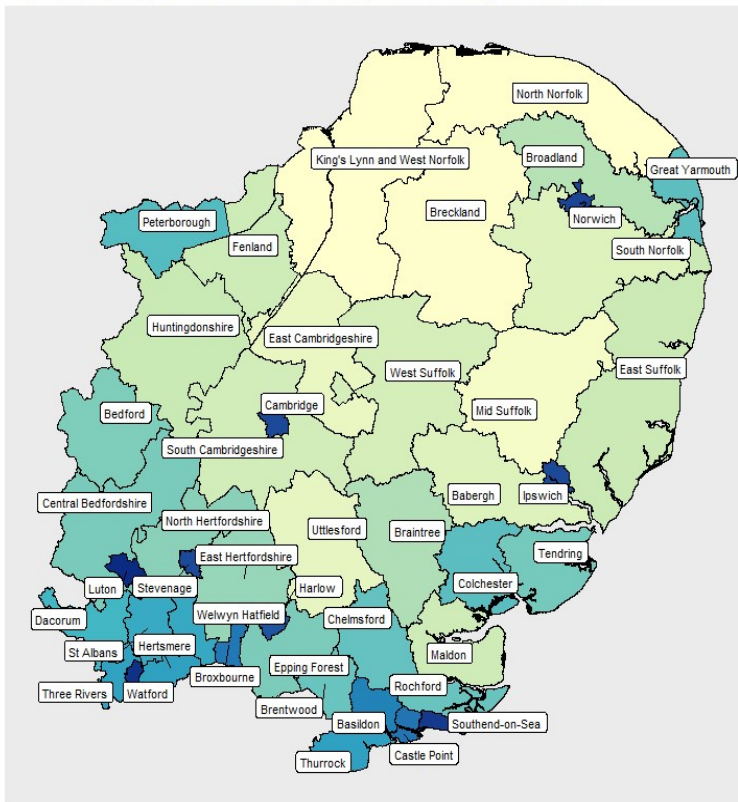 North Norfolk
King's Lynn and West Norfolk
Broadland
Great Yarmouth
Breckland
Norwich
Peterborough
Fenland
South Norfolk
Huntingdonshire
East Cambridgeshire
West Suffolk
East Suffolk
Cambridge
Bedford
Mid Suffolk
South Cambridgeshire
Central Bedfordshire
Babergh
Ipswich
North Hertfordshire
Uttlesford
Braintree
East Hertfordshire
Tendring
Luton
Stevenage
Harlow
Colchester
Dacorum
Welwyn Hatfield
Chelmsford
St Albans
Hertsmere
Maldon
Epping Forest
Broxbourne
Three Rivers
Watford
Rochford
Brentwood
Basildon
Southend-on-Sea
Castle Point
Thurrock